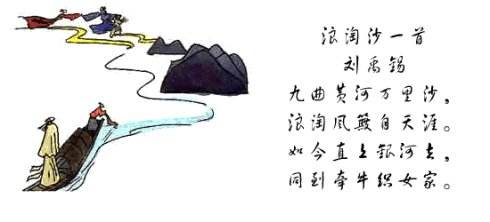 浪淘沙一首
刘禹锡
九曲黄河万里沙，
浪淘风簸自天涯。
如今直上银河去，
同到牵牛织女家。